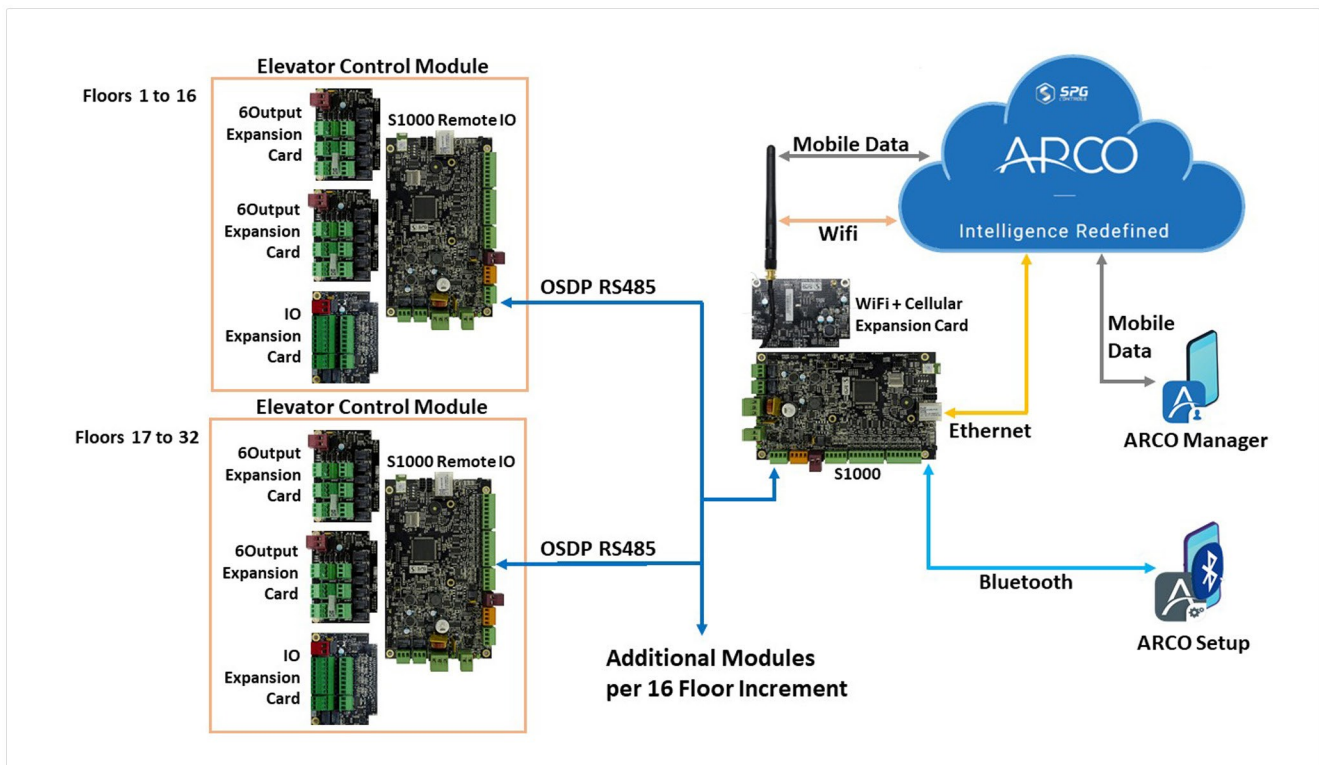 Elevator Control Module
Floors 1 to 16
6Output
Expansion
Card
S1000 Remote IO
6Output
Expansion
Card
IO
Expansion
Card
OSDP RS485
Elevator Control Module
Floors 17 to 32
6Output
Expansion
Card
S1000 Remote IO
6Output
Expansion
Card
IO
Expansion
Card
OSDP RS485
Additional Modules
per 16 Floor Increment
Mobile Data
Wifi
SPG
CONTROLS
ARCO
Intelligence Redefined
WiFi + Cellular
Expansion Card
S1000
Ethernet
Mobile
Data
ARCO Manager
Bluetooth
ARCO Setup